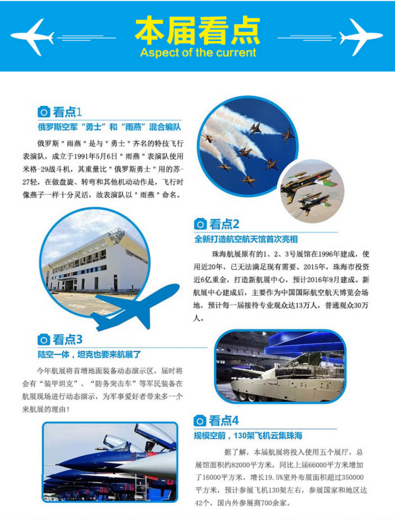 本届看点
Aspect of the current
看点1
俄罗斯空军“勇士”和“雨燕”混合编队
俄罗斯"雨燕"是与"勇士"齐名的特技飞行
表演队，成立于1991年5月6日"雨燕"表演队使用
米格-29战斗机，其重量比"俄罗斯勇士"用的苏-
27轻，在做盘旋、转弯和其他机动动作是，飞行时
像燕子一样十分灵活，故表演队以"雨燕"命名。
看点2
全新打造航空航天馆首次亮相
珠海航展原有的1、2、3号展馆在1996年建成，使
用近20年，已无法满足现有需要。2015年，珠海市投资
近6亿重金，打造新航展中心，预计2016年9月建成，新
航展中心建成后，主要作为中国国际航空航天博览会场
地，预计每一届接待专业观众达13万人，普通观众30万
人。
看点3
陆空一体，坦克也要来航展了
今年航展将首增地面装备动态演示区，届时将
会有“装甲坦克”、“防务突击车”等军民装备在
航展现场进行动态演示，为军事爱好者带来多一个
来航展的理由！
看点4
规模空前，130架飞机云集珠海
据了解，本届航展将投入使用五个展厅，总
展馆面积约82000平方米，同比上届66000平方米增加
了16000平方米，增长19.5%室外布展面积超过350000
平方米，预计参展飞机130架左右，参展国家和地区达
42个，国内外参展商700余家。